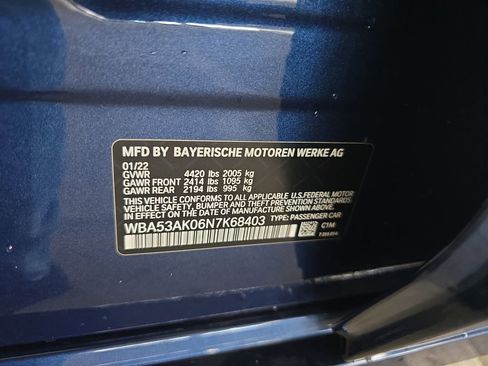 MFD BY BAYERISCHE MOTOREN WERKE AG
01/22
GVWR 4420 lbs 2005 kg
GAWR FRONT 2414 lbs 1095 kg
GAWR REAR 2194 lbs 995 kg
THIS VEHICLE CONFORMS TO ALL APPLICABLE U.S.FEDERAL MOTOR
VEHICLE SAFETY, BUMPER, AND THEFT PREVENTION STANDARDS
IN EFFECT ON THE DATE OF MANUFACTURE SHOWN ABOVE.
WBA53AK06N7K68403 TYPE: PASSENGER CAR
C1M